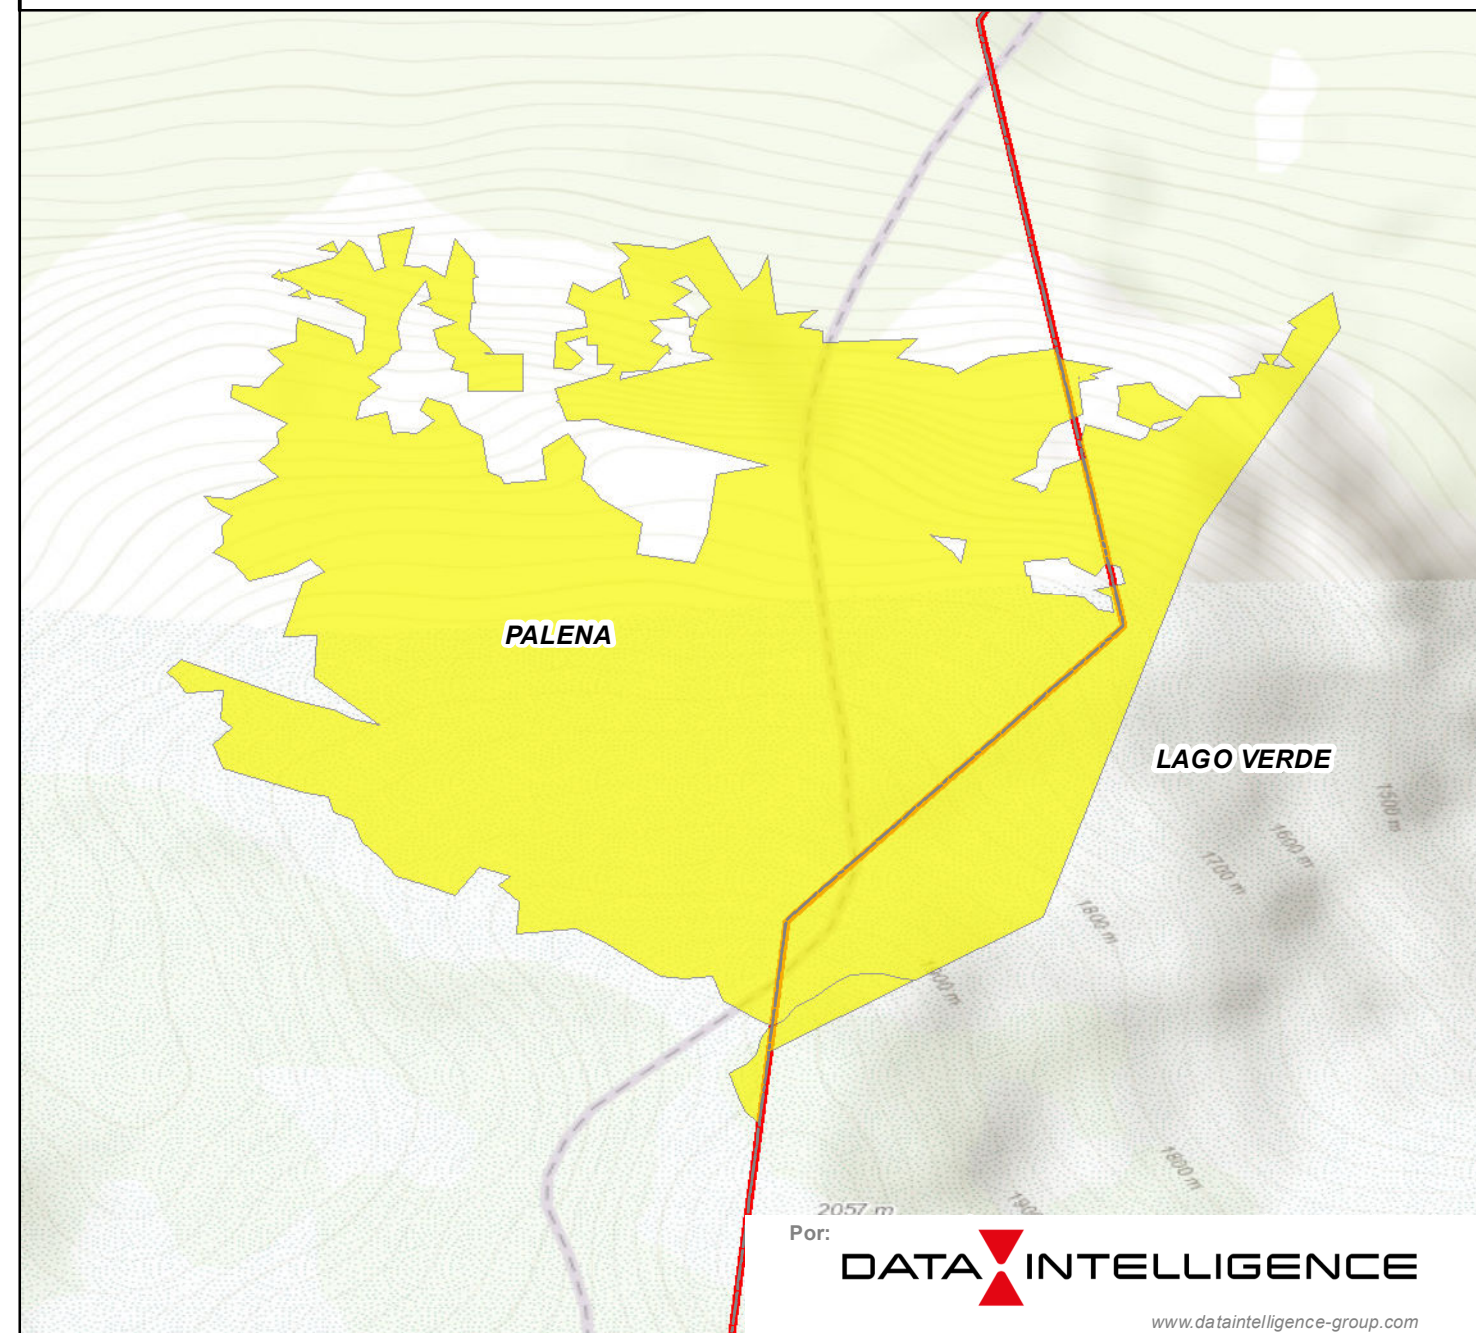 PALENA
LAGO VERDE
1500 m
1600 m
1700 m
1800 m
1900 m
1800 m
2057 m
Por:
DATA INTELLIGENCE
www.dataintelligence-group.com